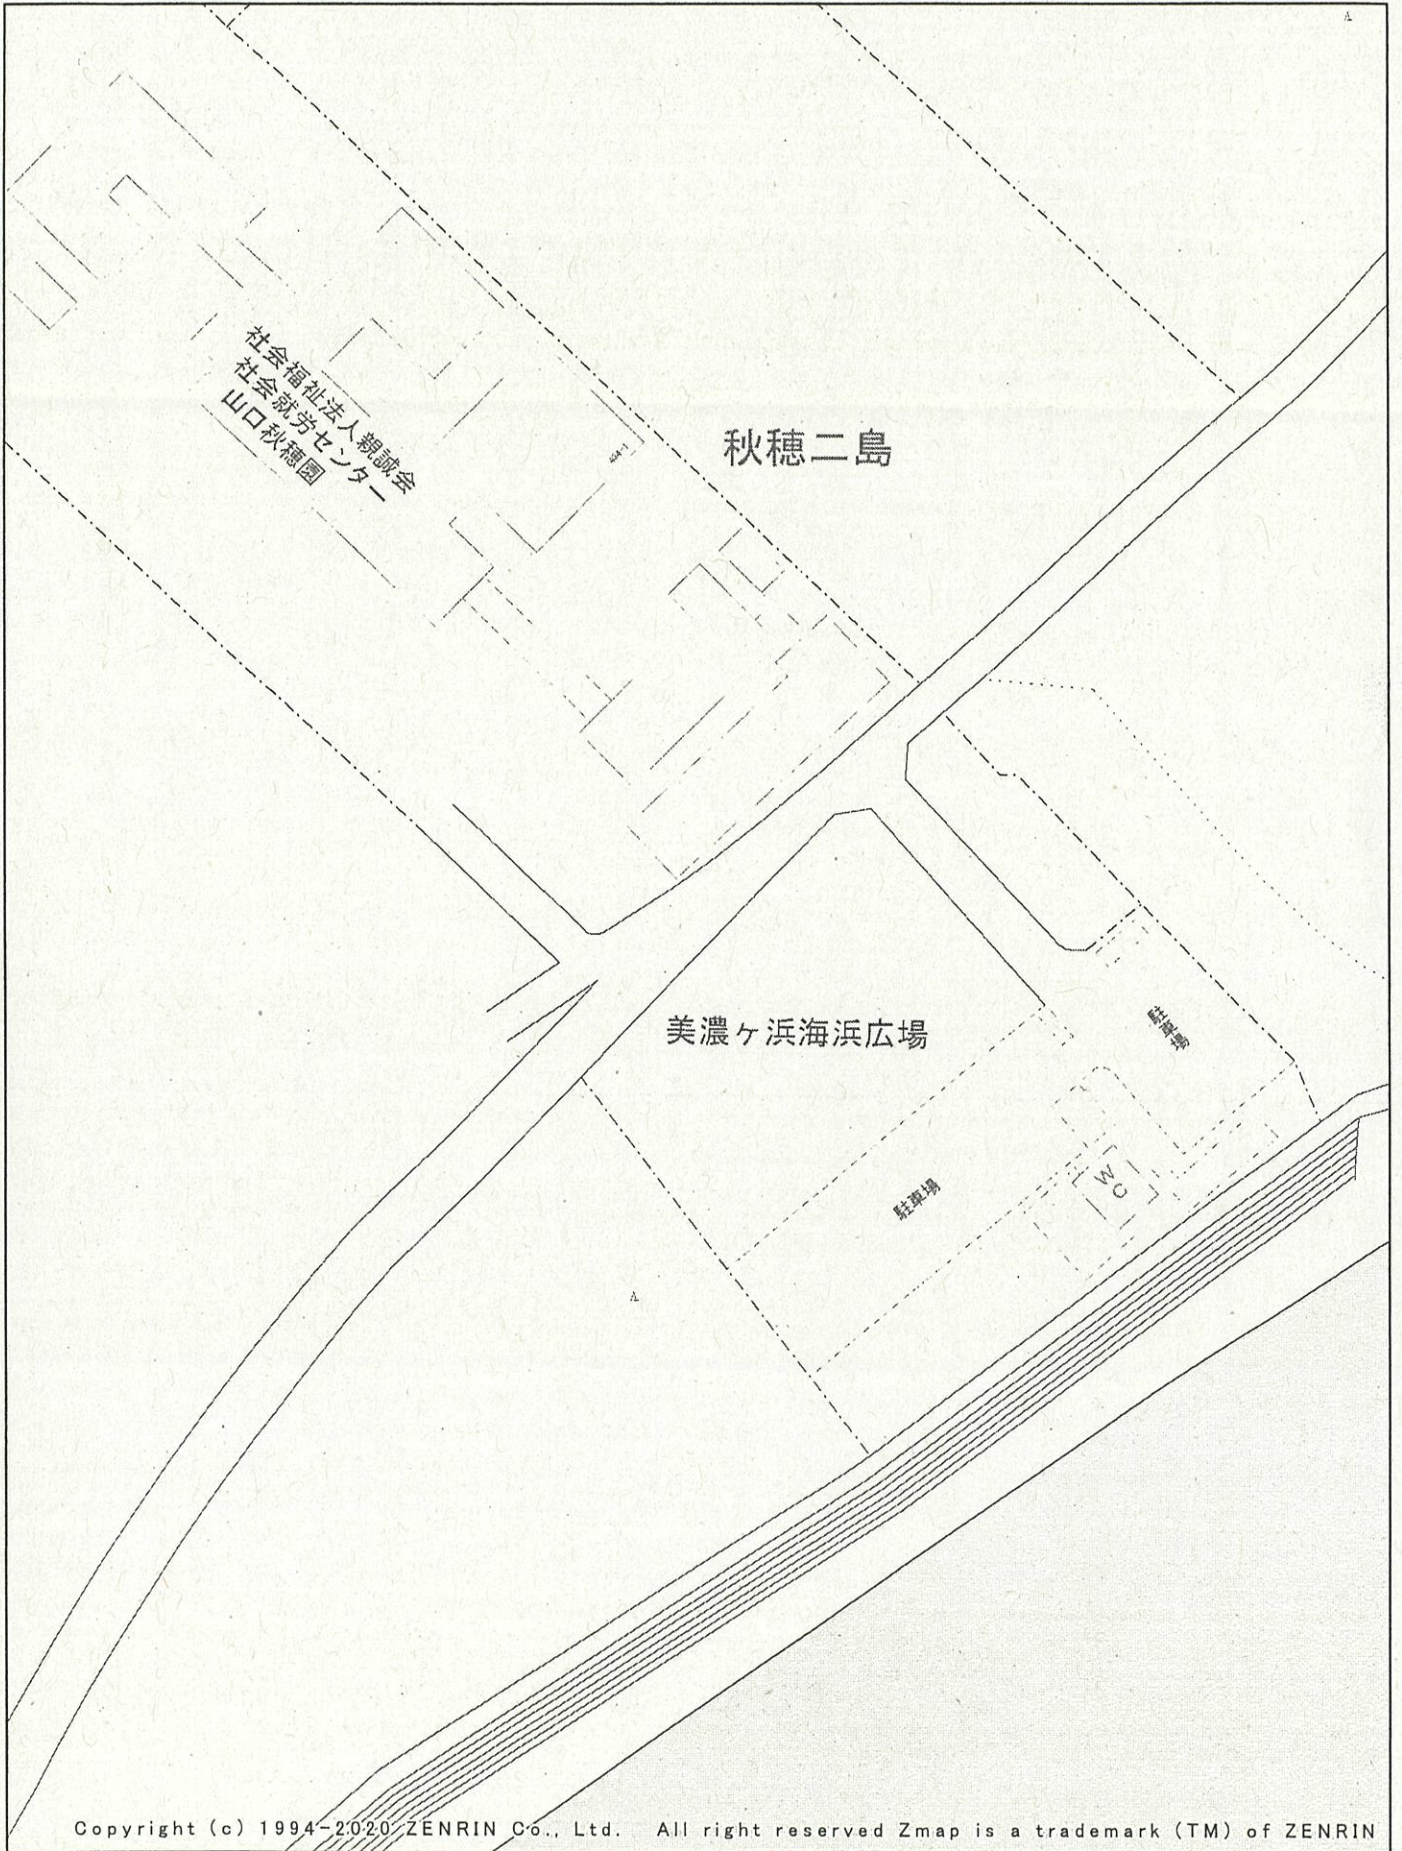 A
社会福祉法人親誠会
社会就労センター
山口秋穂園
秋穂二島
美濃ヶ浜海浜広場
駐車場
駐車場
WC
A
Copyright (c) 1994-2020 ZENRIN Co., Ltd. All right reserved Zmap is a trademark (TM) of ZENRIN